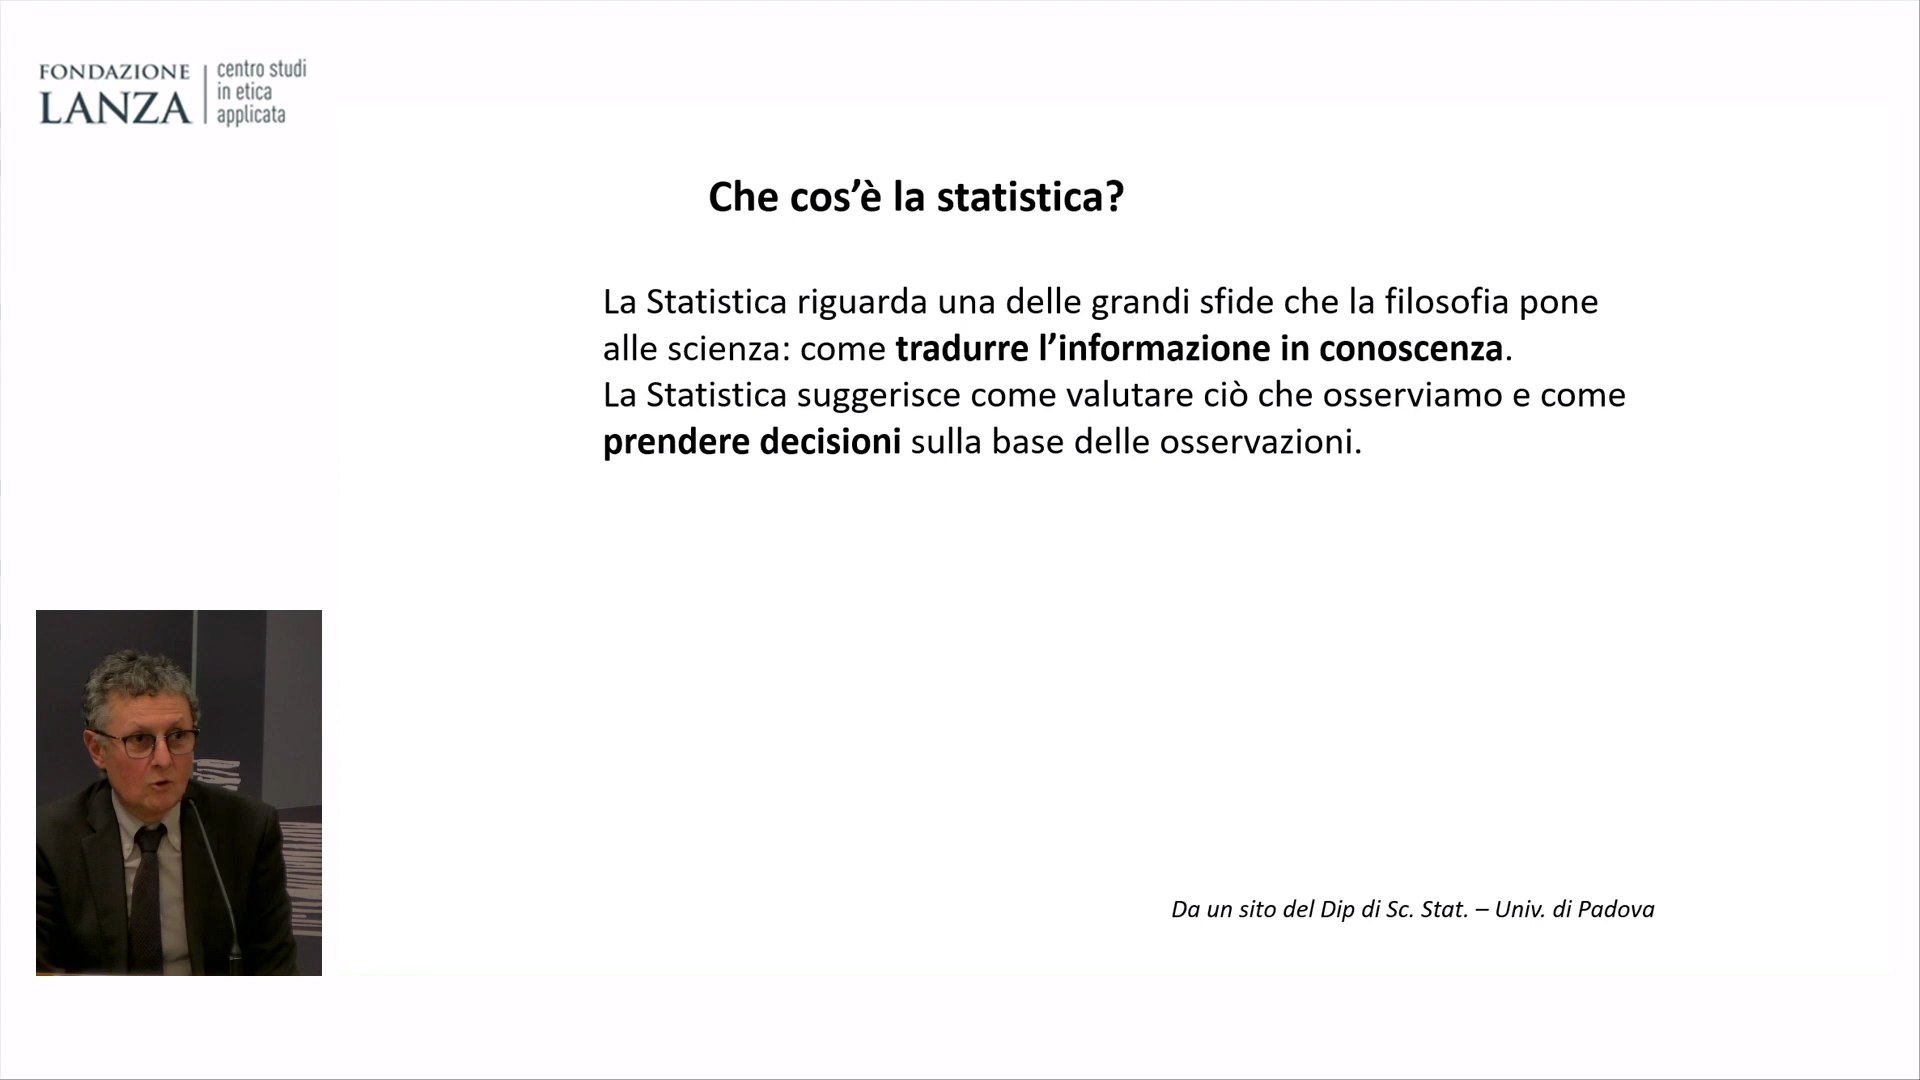 FONDAZIONE
LANZA
centro studi
in etica
applicata
Che cos’è la statistica?
La Statistica riguarda una delle grandi sfide che la filosofia pone
alle scienza: come tradurre l’informazione in conoscenza.
La Statistica suggerisce come valutare ciò che osserviamo e come
prendere decisioni sulla base delle osservazioni.
Da un sito del Dip di Sc. Stat. – Univ. di Padova